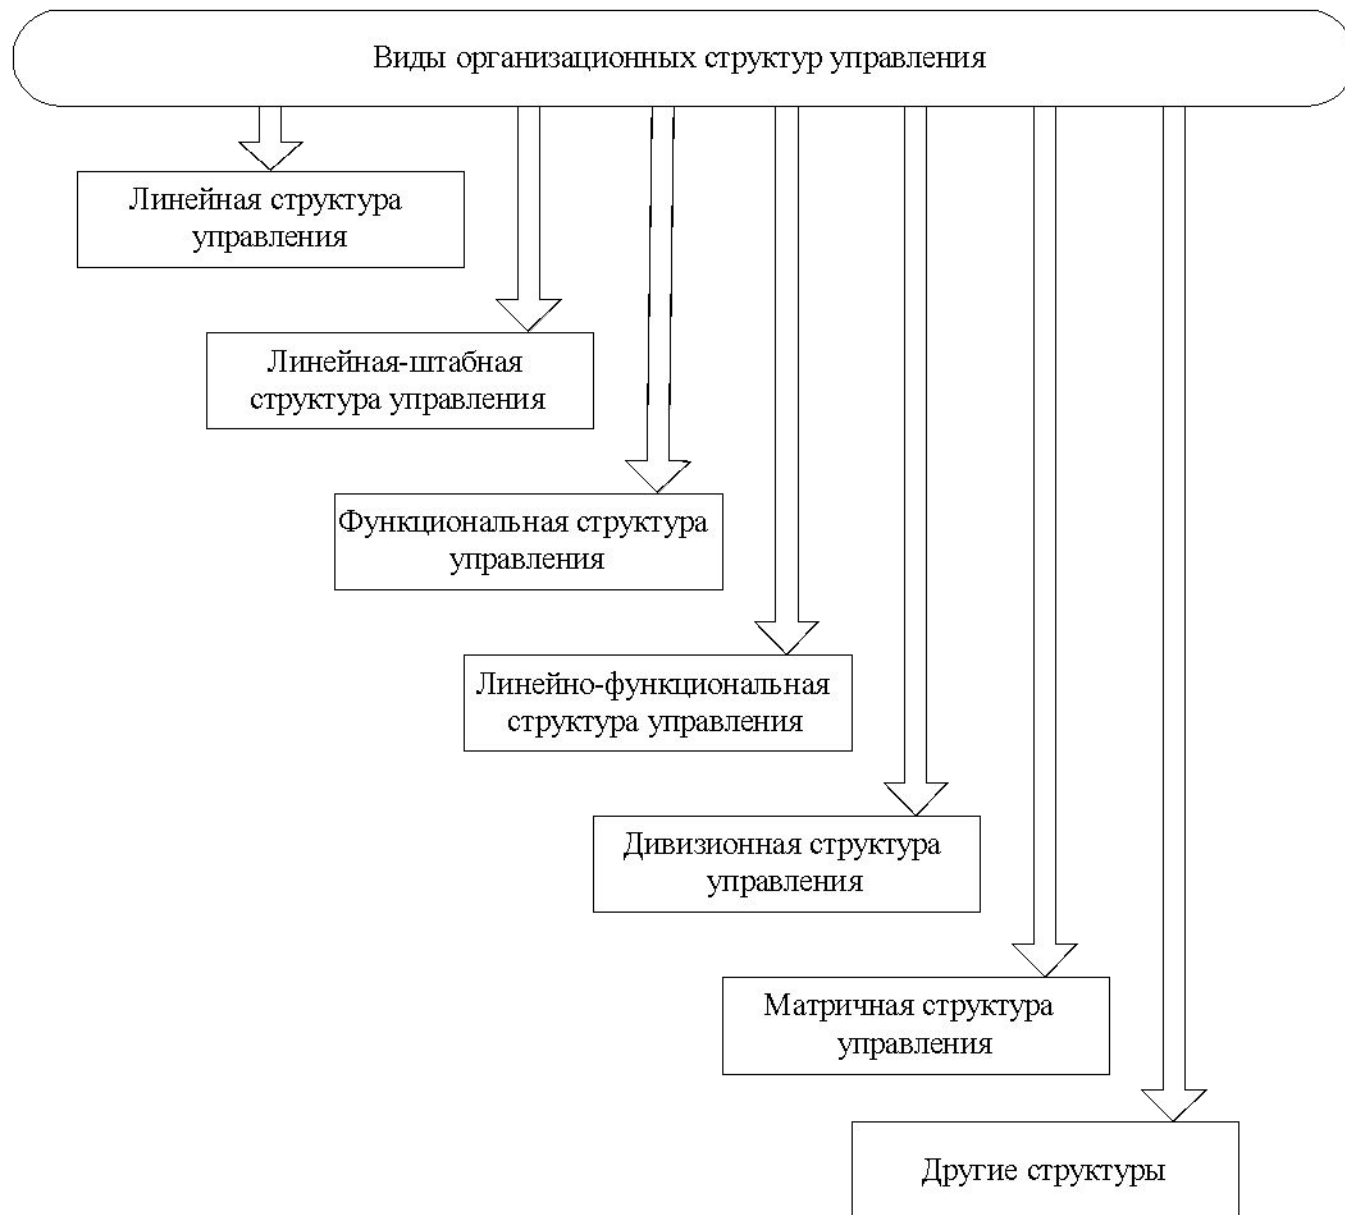 Виды организационных структур управления
Линейная структура
управления
Линейная-штабная
структура управления
Функциональная структура
управления
Линейно-функциональная
структура управления
Дивизионная структура
управления
Матричная структура
управления
Другие структуры